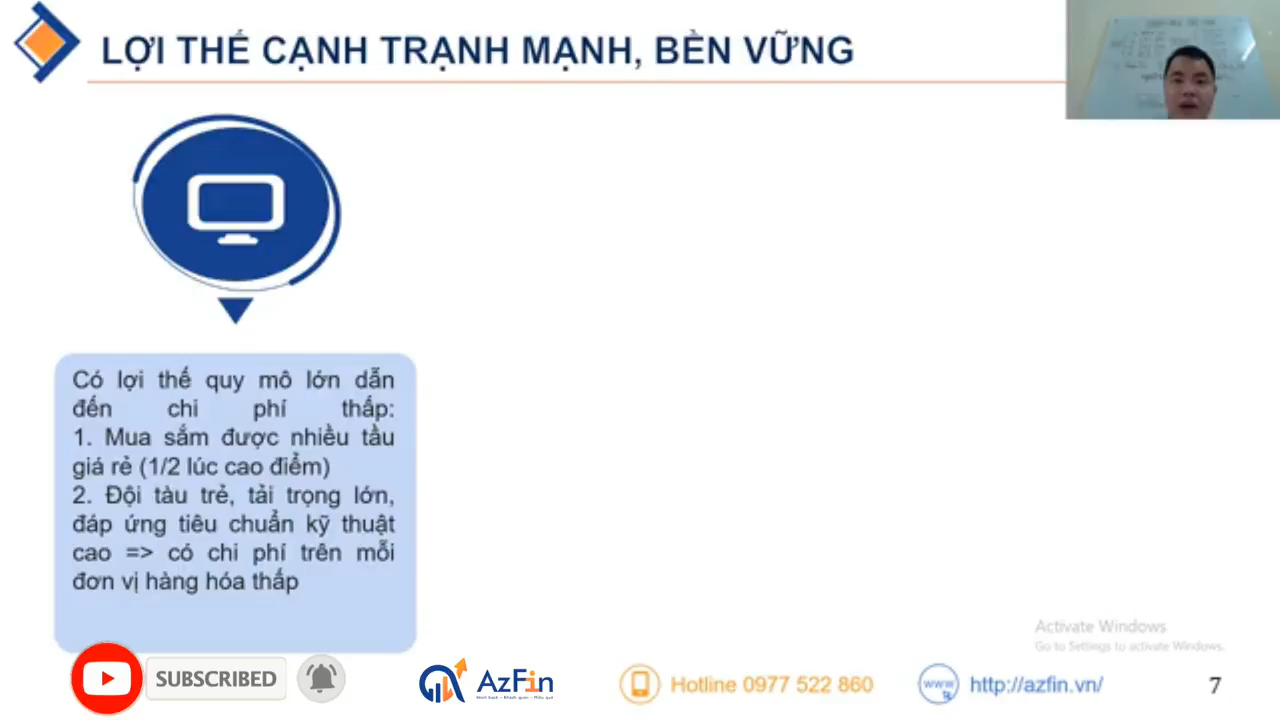 LỢI THẾ CẠNH TRẠNH MẠNH, BỀN VỮNG
Có lợi thế quy mô lớn dẫn
đến chi phí thấp:
1. Mua sắm được nhiều tầu
giá rẻ (1/2 lúc cao điểm)
2. Đội tàu trẻ, tải trọng lớn,
đáp ứng tiêu chuẩn kỹ thuật
cao => có chi phí trên mỗi
đơn vị hàng hóa thấp
Activate Windows
Go to Settings to activate Windows.
SUBSCRIBED
AzFin
Hotline 0977 522 860
www
http://azfin.vn/
7